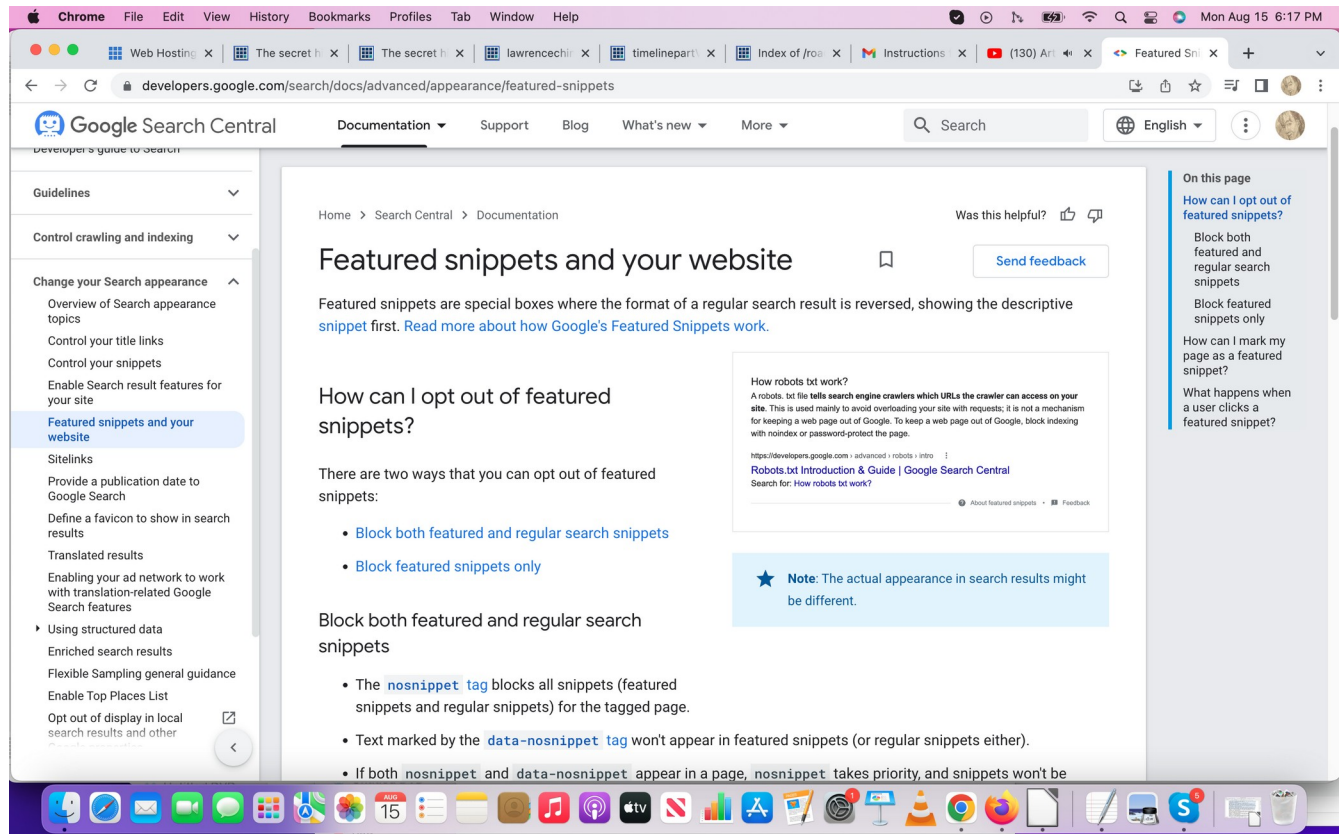 Chrome File Edit View History Bookmarks Profiles Tab Window Help Mon Aug 15 6:17 PM
Web Hosting The secret h The secret h lawrencechin timelinepart Index of /roa Instructions (130) Art Featured Sni
developers.google.com/search/docs/advanced/appearance/featured-snippets
Google Search Central Documentation Support Blog What's new More Search English
Developer's guide to Search
Guidelines
Control crawling and indexing
Change your Search appearance
Overview of Search appearance
topics
Control your title links
Control your snippets
Enable Search result features for
your site
Featured snippets and your
website
Sitelinks
Provide a publication date to
Google Search
Define a favicon to show in search
results
Translated results
Enabling your ad network to work
with translation-related Google
Search features
Using structured data
Enriched search results
Flexible Sampling general guidance
Enable Top Places List
Opt out of display in local
search results and other
Home > Search Central > Documentation
Was this helpful?
Featured snippets and your website
Send feedback
Featured snippets are special boxes where the format of a regular search result is reversed, showing the descriptive
snippet first. Read more about how Google's Featured Snippets work.
How can I opt out of featured
snippets?
There are two ways that you can opt out of featured
snippets:
• Block both featured and regular search snippets
• Block featured snippets only
How robots txt work?
A robots. txt file tells search engine crawlers which URLs the crawler can access on your
site. This is used mainly to avoid overloading your site with requests; it is not a mechanism
for keeping a web page out of Google. To keep a web page out of Google, block indexing
with noindex or password-protect the page.
https://developers.google.com › advanced › robots › intro
Robots.txt Introduction & Guide | Google Search Central
Search for: How robots txt work?
About featured snippets • Feedback
Note: The actual appearance in search results might
be different.
Block both featured and regular search
snippets
• The nosnippet tag blocks all snippets (featured
snippets and regular snippets) for the tagged page.
• Text marked by the data-nosnippet tag won't appear in featured snippets (or regular snippets either).
• If both nosnippet and data-nosnippet appear in a page, nosnippet takes priority, and snippets won't be
On this page
How can I opt out of
featured snippets?
Block both
featured and
regular search
snippets
Block featured
snippets only
How can I mark my
page as a featured
snippet?
What happens when
a user clicks a
featured snippet?
AUG
15
tv
1
S
5